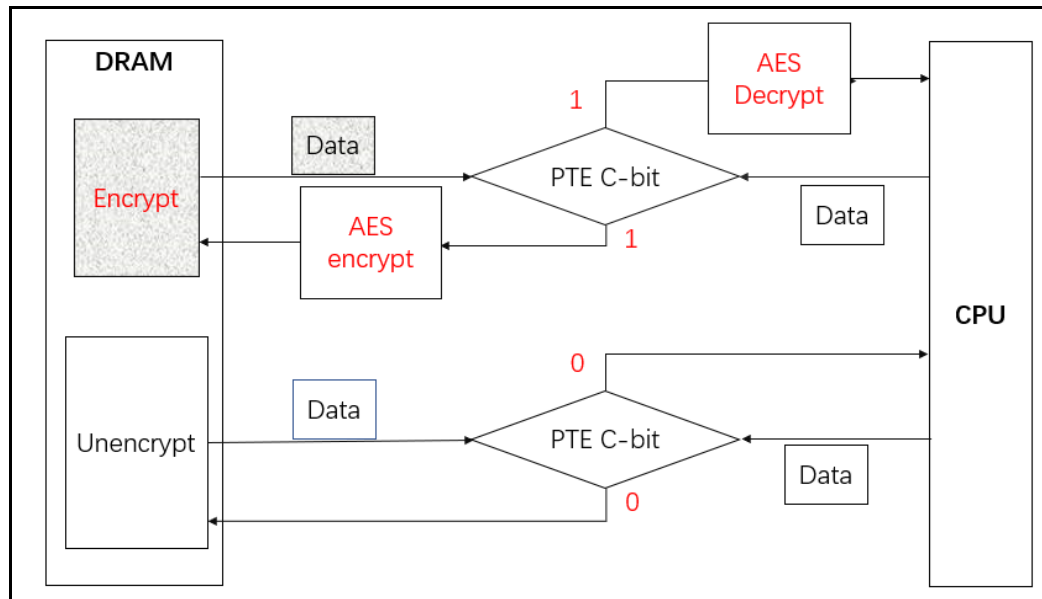 DRAM
AES
Decrypt
1
Data
Encrypt
PTE C-bit
Data
AES
encrypt
1
CPU
0
Data
Unencrypt
PTE C-bit
Data
0